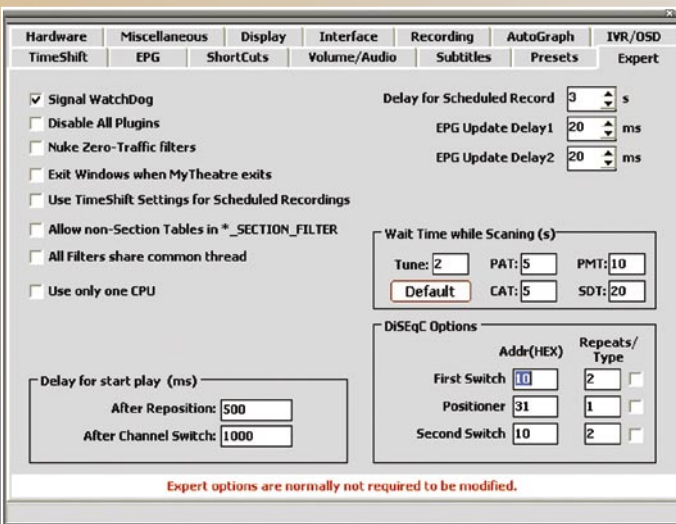 Hardware Miscellaneous Display Interface Recording AutoGraph IVR/OSD
TimeShift EPG ShortCuts Volume/Audio Subtitles Presets Expert
Signal WatchDog
Disable All Plugins
Nuke Zero-Traffic filters
Exit Windows when MyTheatre exits
Use TimeShift Settings for Scheduled Recordings
Allow non-Section Tables in *_SECTION_FILTER
All Filters share common thread
Use only one CPU
Delay for Scheduled Record 3 s
EPG Update Delay1 20 ms
EPG Update Delay2 20 ms
Wait Time while Scaning (s)
Tune: 2 PAT: 5 PMT: 10
Default CAT: 5 SDT: 20
DiSEqC Options
Addr(HEX) Repeats/
Type
First Switch 10 2
Positioner 31 1
Second Switch 10 2
Delay for start play (ms)
After Reposition: 500
After Channel Switch: 1000
Expert options are normally not required to be modified.